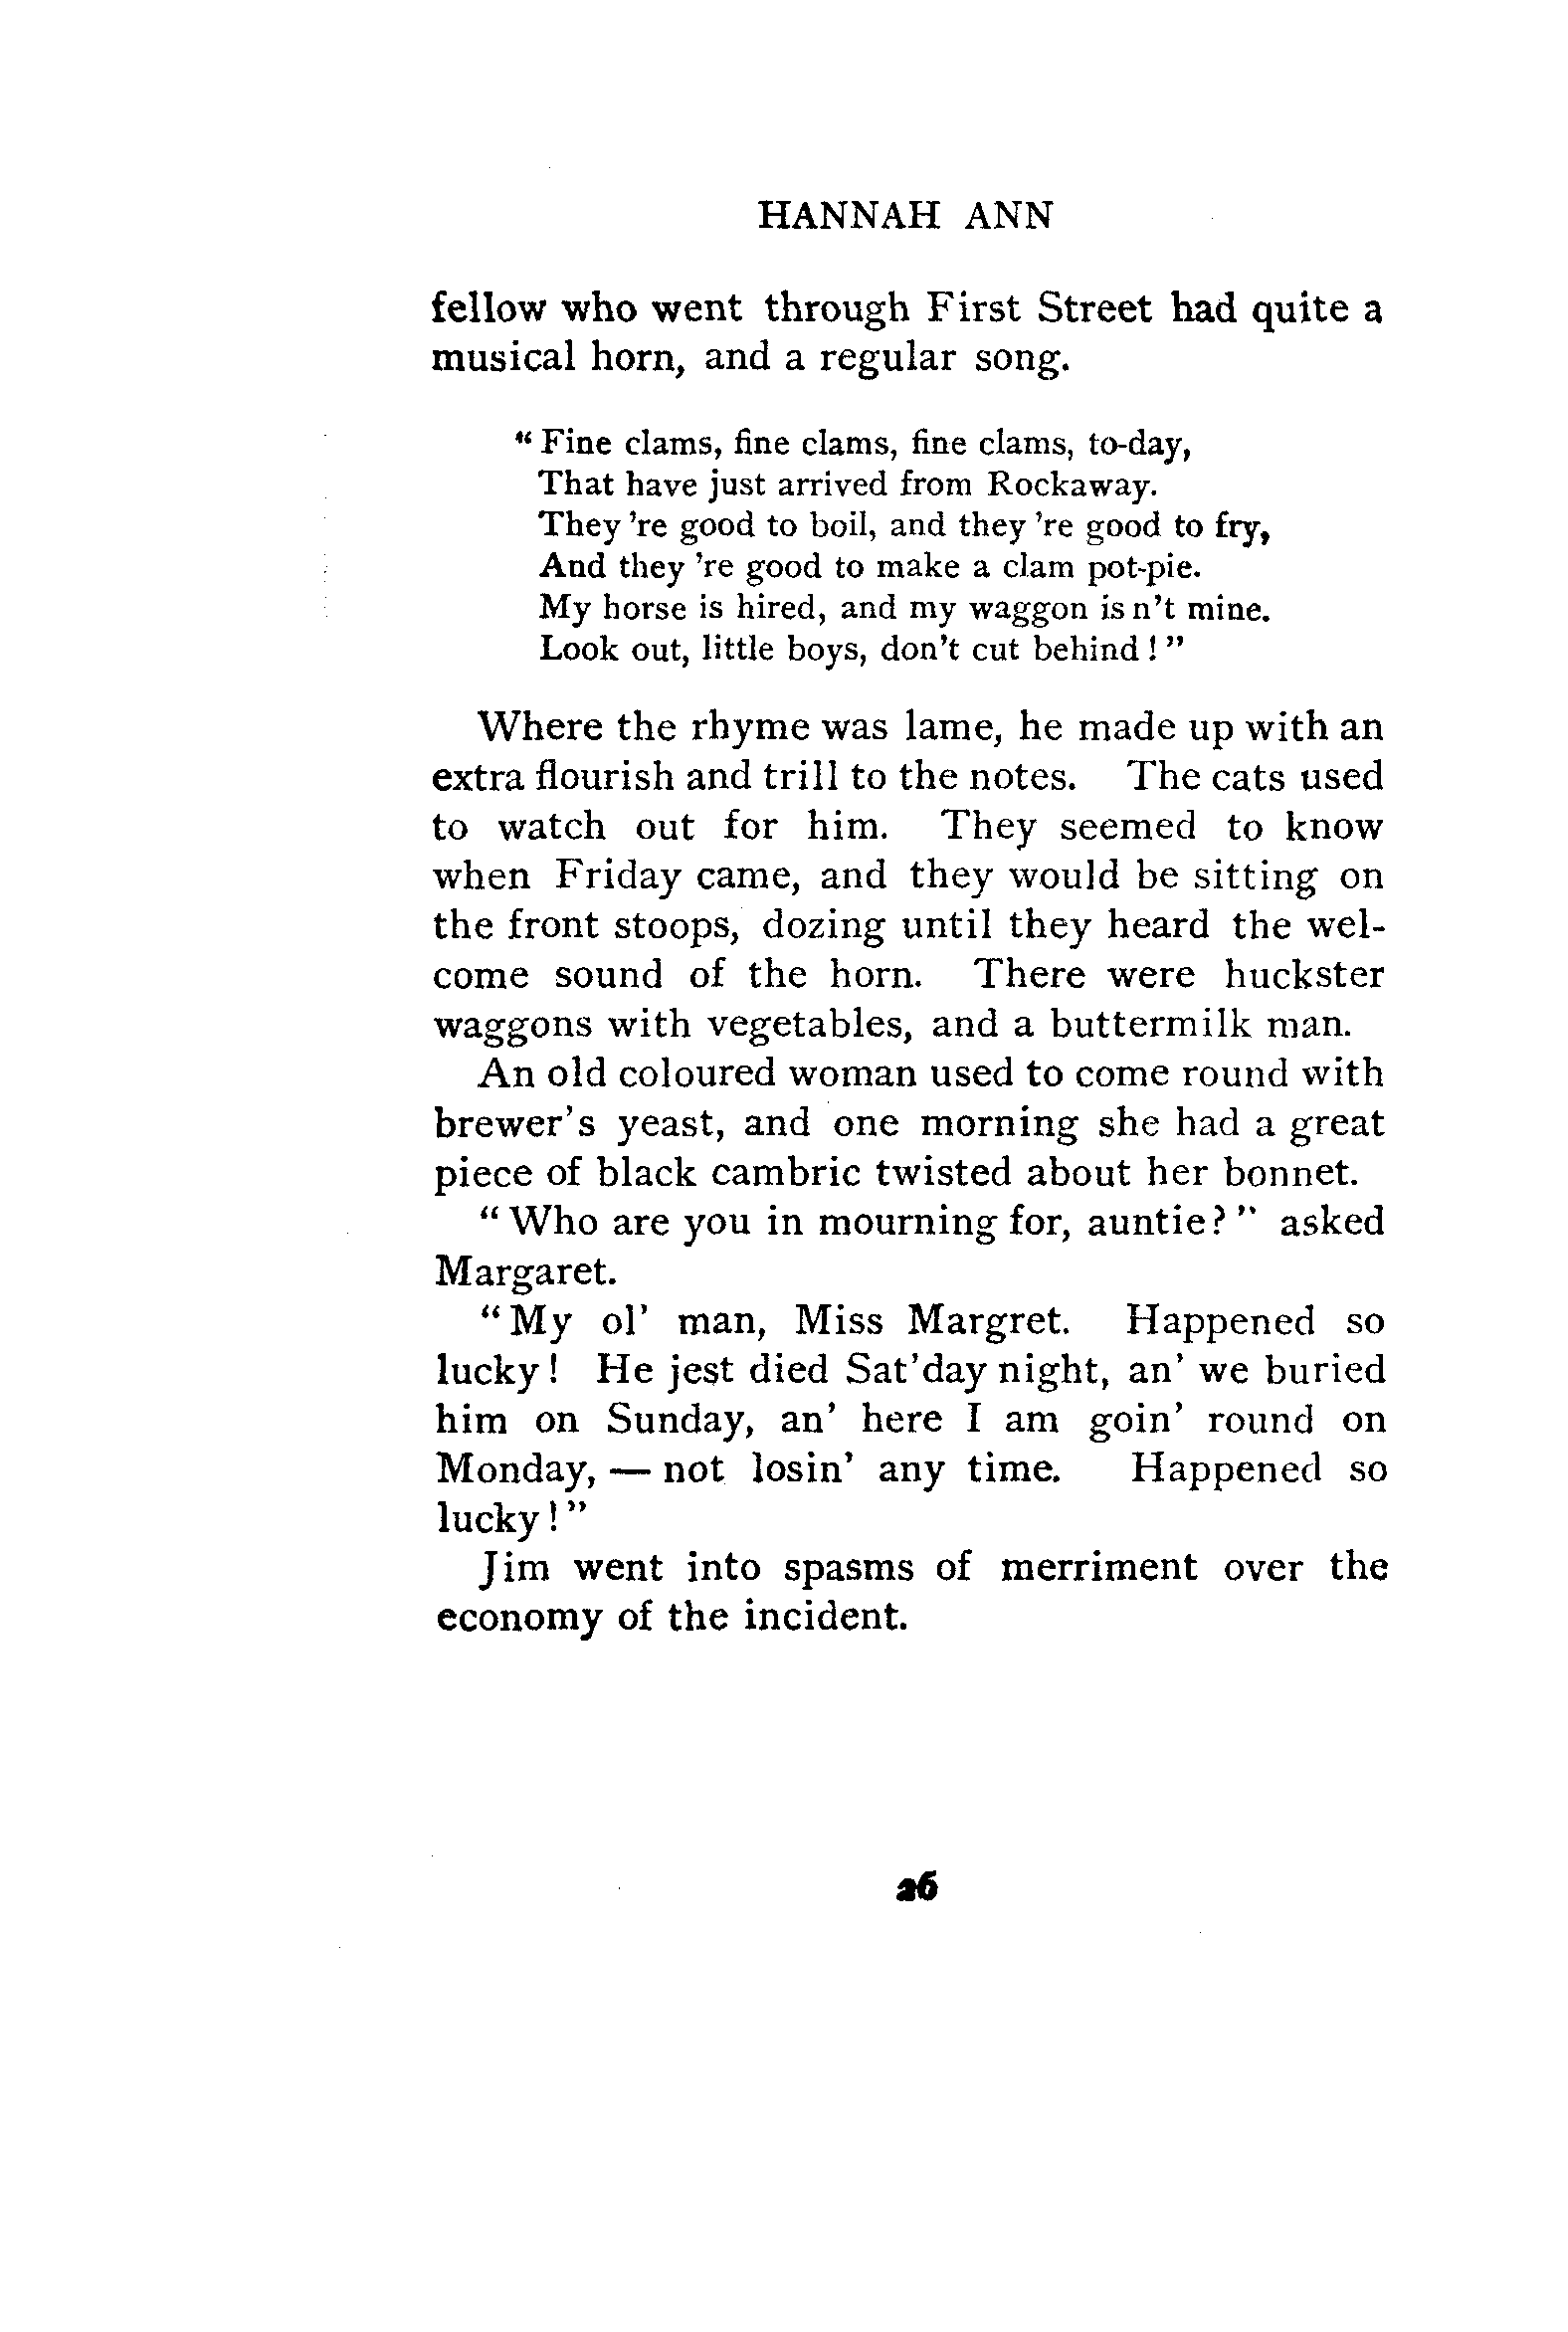 HANNAH ANN
fellow who went through First Street had quite a
musical horn, and a regular song.
“Fine clams, fine clams, fine clams, to-day,
That have just arrived from Rockaway.
They 're good to boil, and they 're good to fry,
And they 're good to make a clam pot-pie.
My horse is hired, and my waggon is n't mine.
Look out, little boys, don't cut behind!”
Where the rhyme was lame, he made up with an
extra flourish and trill to the notes. The cats used
to watch out for him. They seemed to know
when Friday came, and they would be sitting on
the front stoops, dozing until they heard the wel-
come sound of the horn. There were huckster
waggons with vegetables, and a buttermilk man.
An old coloured woman used to come round with
brewer's yeast, and one morning she had a great
piece of black cambric twisted about her bonnet.
“Who are you in mourning for, auntie?” asked
Margaret.
“My ol' man, Miss Margret. Happened so
lucky! He jest died Sat'day night, an' we buried
him on Sunday, an' here I am goin' round on
Monday, — not losin' any time. Happened so
lucky!”
Jim went into spasms of merriment over the
economy of the incident.
26